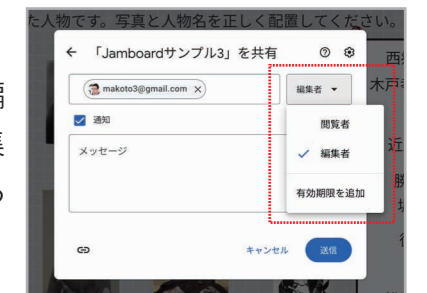 た人物です。写真と人物名を正しく配置してください。
← 「Jamboardサンプル3」を共有
makoto3@gmail.com ×
編集者
通知
閲覧者
✓ 編集者
メッセージ
有効期限を追加
キャンセル
送信
木戸
近
勝